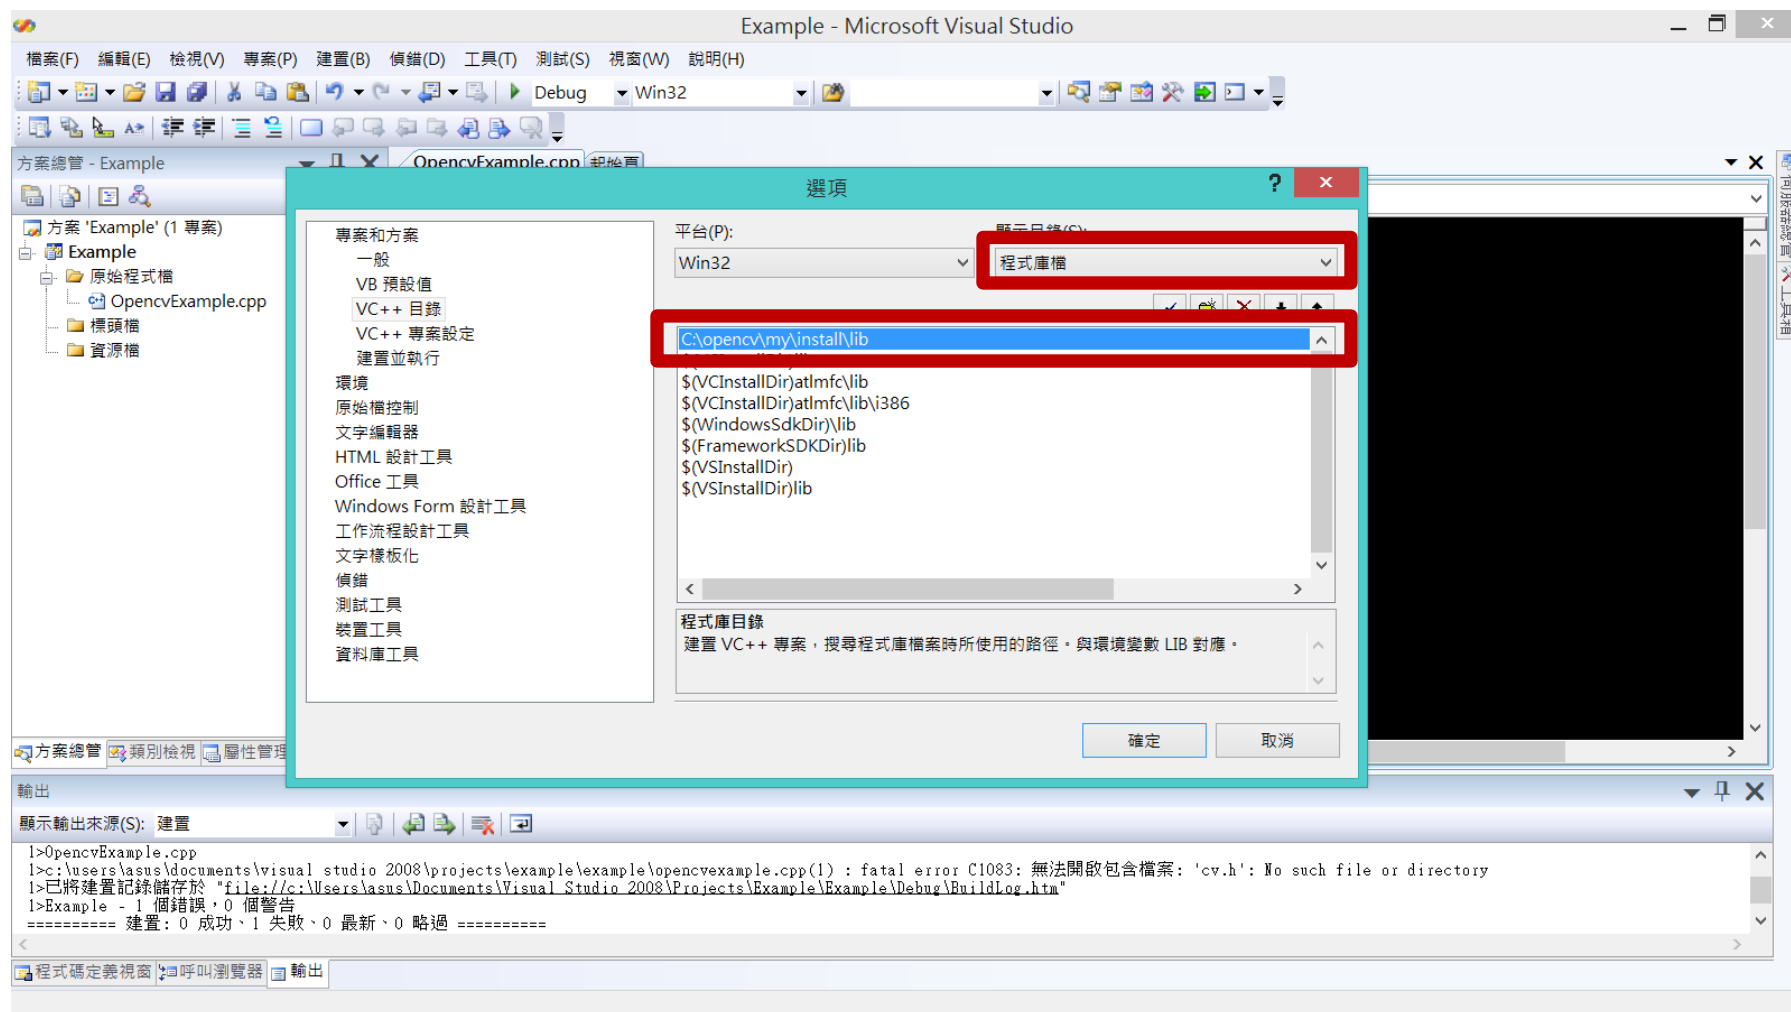 Example - Microsoft Visual Studio
檔案(F) 編輯(E) 檢視(V) 專案(P) 建置(B) 偵錯(D) 工具(T) 測試(S) 視窗(W) 說明(H)
Debug Win32
方案總管 - Example
OpencvExample.cpp 起始頁
選項
方案 'Example' (1 專案)
Example
原始程式檔
OpencvExample.cpp
標頭檔
資源檔
專案和方案
一般
VB 預設值
VC++ 目錄
VC++ 專案設定
建置並執行
環境
原始檔控制
文字編輯器
HTML 設計工具
Office 工具
Windows Form 設計工具
工作流程設計工具
文字樣板化
偵錯
測試工具
裝置工具
資料庫工具
平台(P):
Win32
顯示目錄(S):
程式庫檔
C:\opencv\my\install\lib
$(VCInstallDir)atlmfc\lib
$(VCInstallDir)atlmfc\lib\i386
$(WindowsSdkDir)\lib
$(FrameworkSDKDir)lib
$(VSInstallDir)
$(VSInstallDir)lib
程式庫目錄
建置 VC++ 專案，搜尋程式庫檔案時所使用的路徑。與環境變數 LIB 對應。
確定 取消
伺服器總管
工具箱
方案總管 類別檢視 屬性管理
輸出
顯示輸出來源(S): 建置
1>OpencvExample.cpp
1>c:\users\asus\documents\visual studio 2008\projects\example\example\opencvexample.cpp(1) : fatal error C1083: 無法開啟包含檔案: 'cv.h': No such file or directory
1>已將建置記錄儲存於 "file://c:\Users\asus\Documents\Visual Studio 2008\Projects\Example\Example\Debug\BuildLog.htm"
1>Example - 1 個錯誤，0 個警告
========== 建置: 0 成功、1 失敗、0 最新、0 略過 ==========
程式碼定義視窗 呼叫瀏覽器 輸出